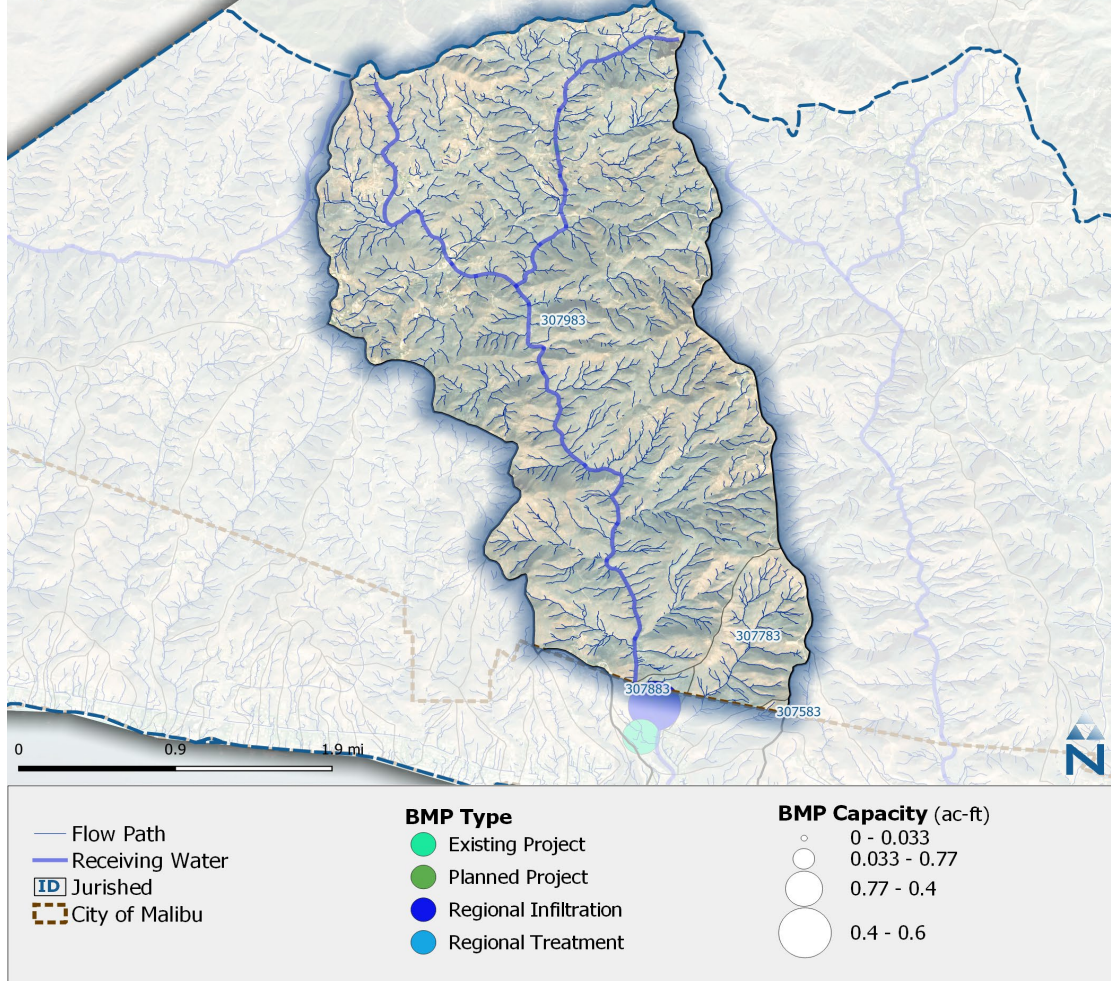 307983
307783
307883
307583
0 0.9 1.9 mi
N
Flow Path
Receiving Water
ID Jurished
City of Malibu
BMP Type
Existing Project
Planned Project
Regional Infiltration
Regional Treatment
BMP Capacity (ac-ft)
0 - 0.033
0.033 - 0.77
0.77 - 0.4
0.4 - 0.6